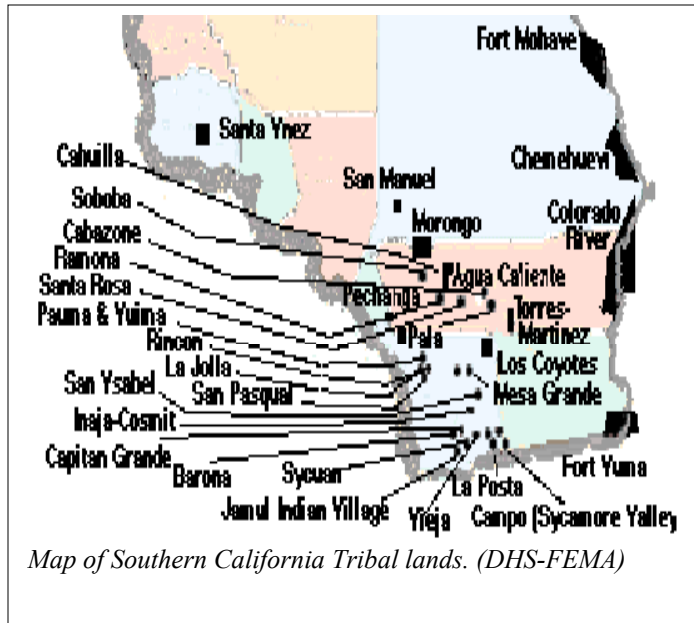 Fort Mohave
Santa Ynez
Cahuilla
Chemehuevi
San Manuel
Soboba
Colorado
River
Morongo
Cabazone
Ramona
Agua Caliente
Santa Rosa
Pechanga
Torres-
Martinez
Pauma & Yuima
Pala
Rincon
La Jolla
Los Coyotes
San Pasqual
Mesa Grande
San Ysabel
Inaja-Cosmit
Capitan Grande
Barona
Sycuan
Fort Yuma
La Posta
Jamul Indian Village
Vieja
Campo (Sycamore Valley
Map of Southern California Tribal lands. (DHS-FEMA)